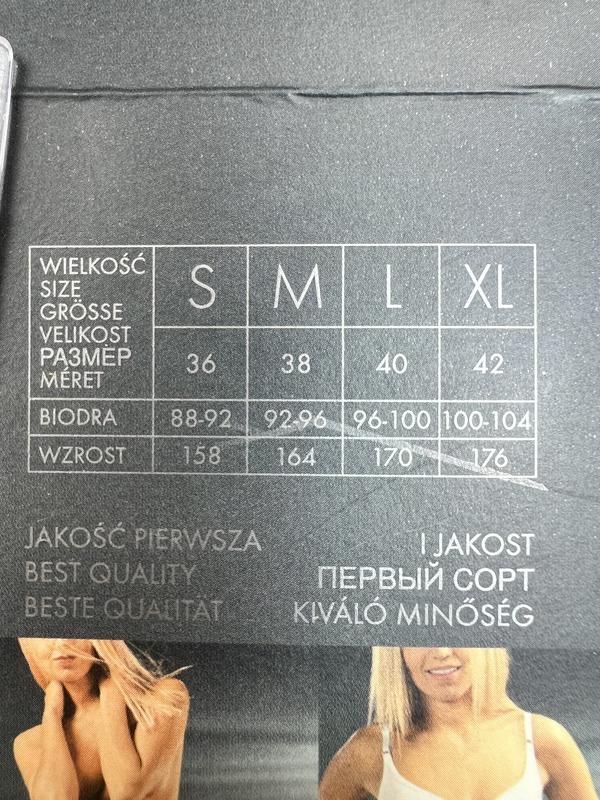 WIELKOŚĆ
SIZE
GRÖSSE
VELIKOST
РАЗМЕР
MÉRET
S M L XL
36 38 40 42
BIODRA 88-92 92-96 96-100 100-104
WZROST 158 164 170 176
JAKOŚĆ PIERWSZA
BEST QUALITY
BESTE QUALITÄT
I JAKOST
ПЕРВЫЙ СОРТ
KIVÁLÓ MINŐSÉG